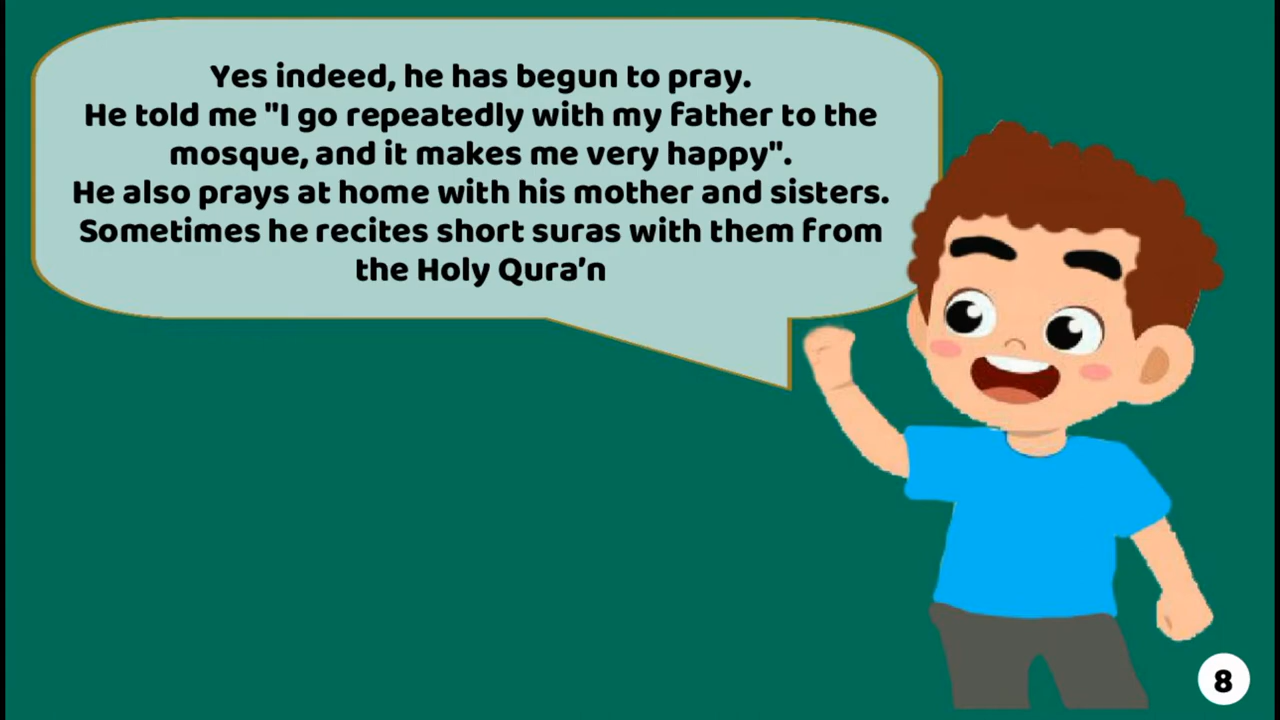 Yes indeed, he has begun to pray.
He told me "I go repeatedly with my father to the
mosque, and it makes me very happy".
He also prays at home with his mother and sisters.
Sometimes he recites short suras with them from
the Holy Qura’n
8